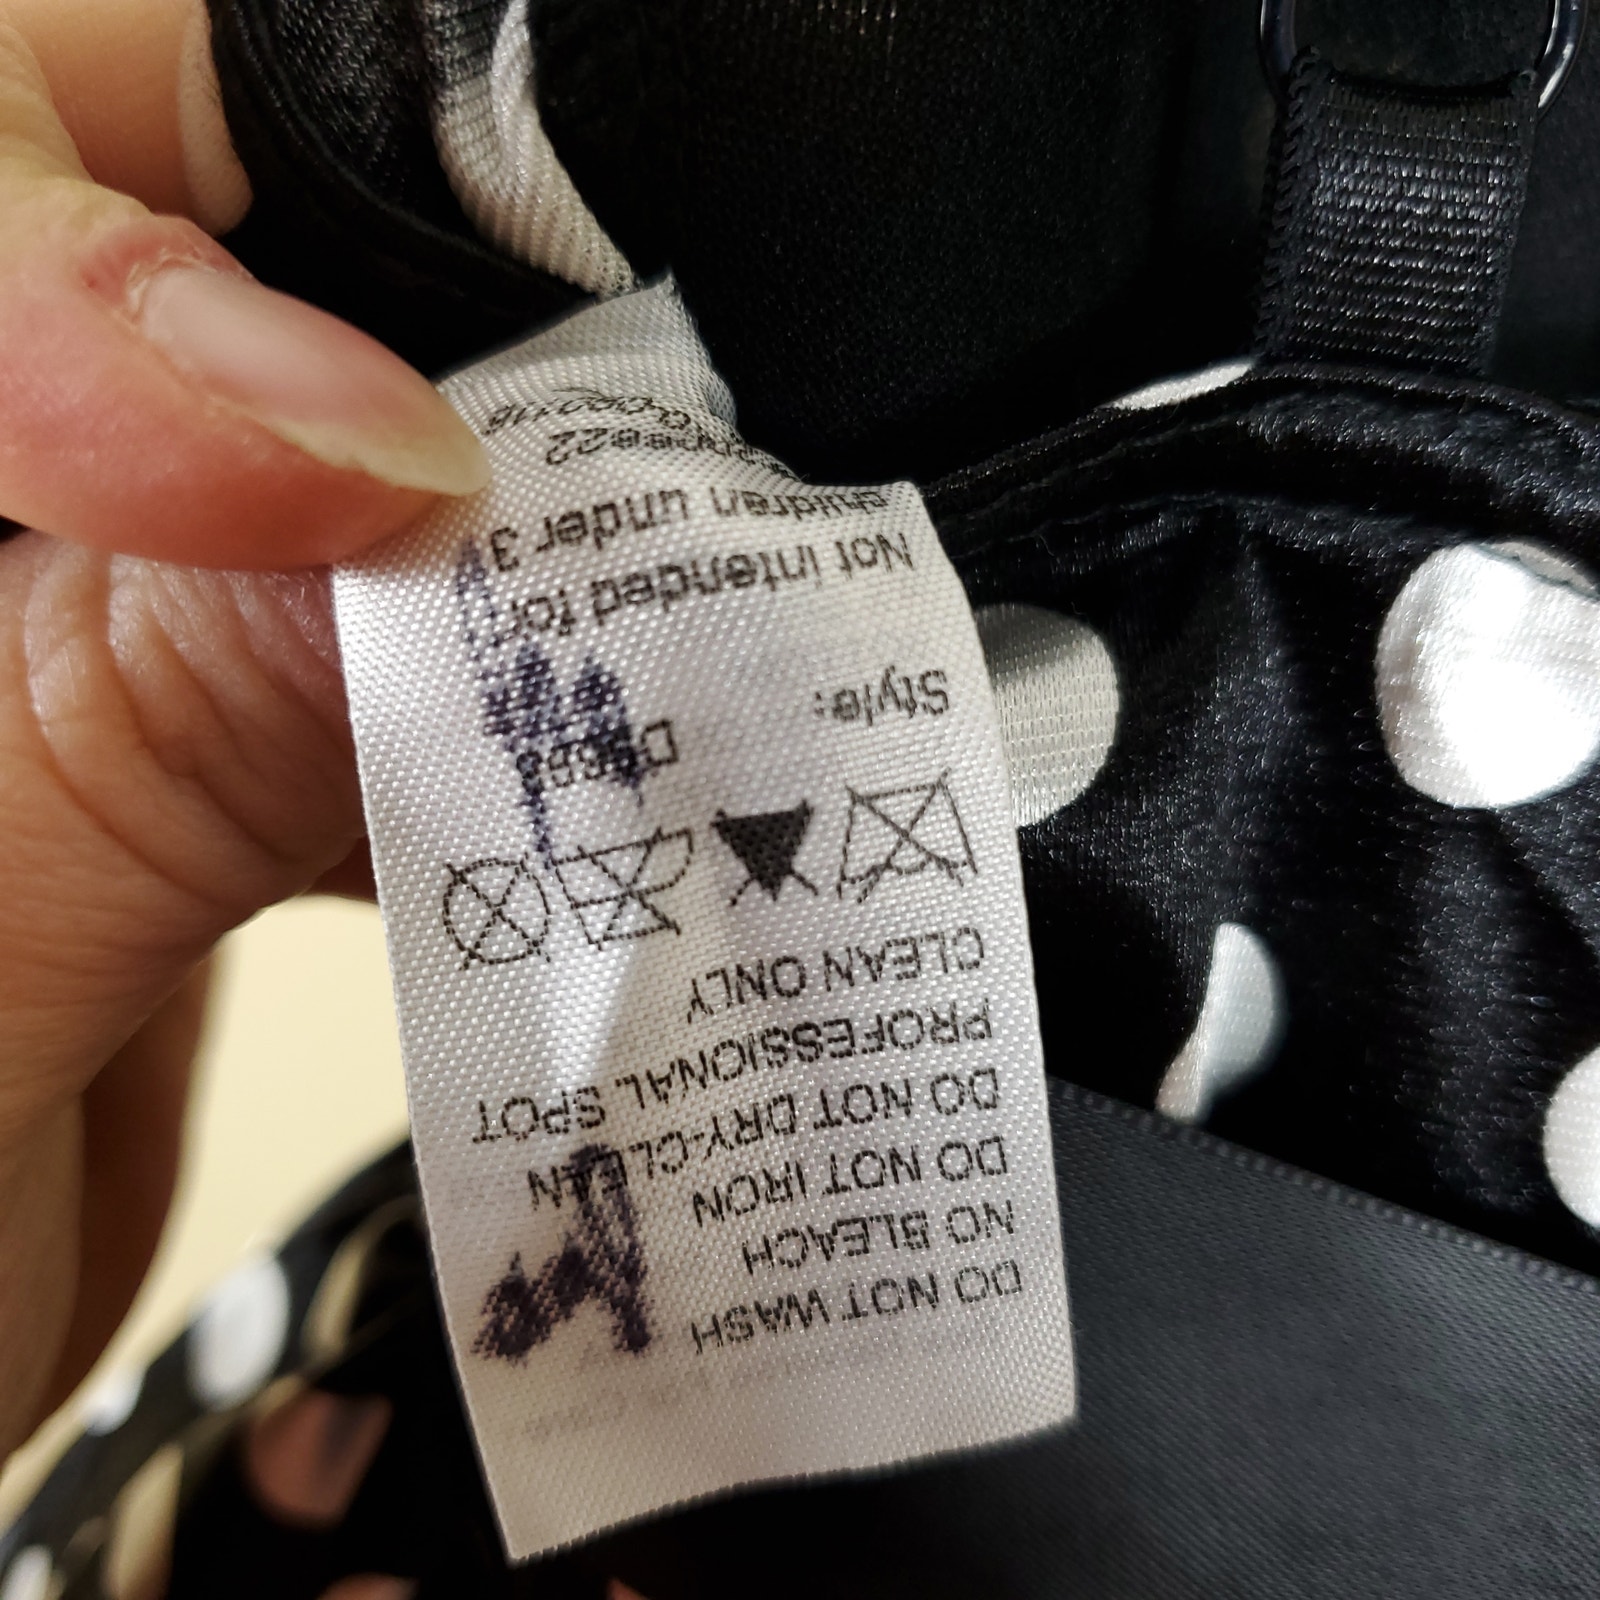 DO NOT WASH
NO BLEACH
DO NOT IRON
DO NOT DRY-CLEAN
PROFESSIONAL SPOT
CLEAN ONLY
Style:
Not intended for
children under 3